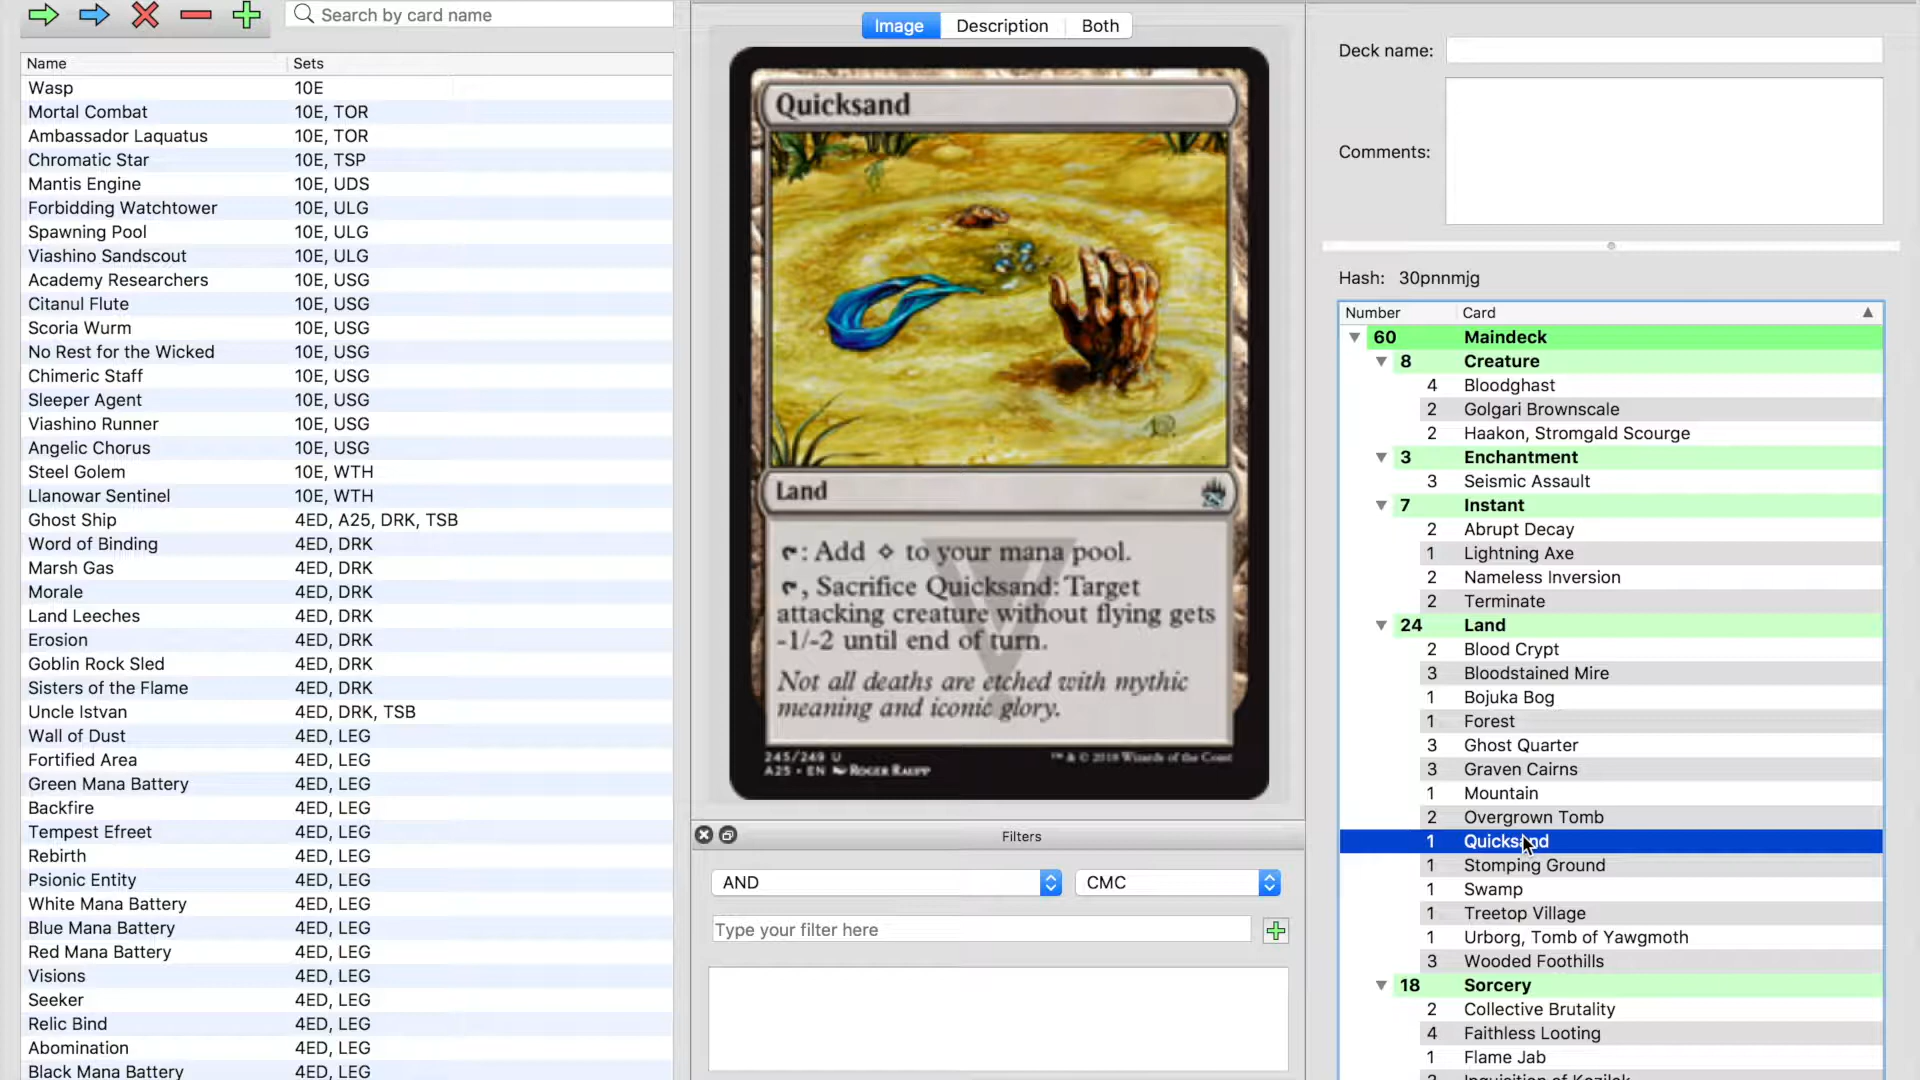 Search by card name
Name Sets
Wasp 10E
Mortal Combat 10E, TOR
Ambassador Laquatus 10E, TOR
Chromatic Star 10E, TSP
Mantis Engine 10E, UDS
Forbidding Watchtower 10E, ULG
Spawning Pool 10E, ULG
Viashino Sandscout 10E, ULG
Academy Researchers 10E, USG
Citanul Flute 10E, USG
Scoria Wurm 10E, USG
No Rest for the Wicked 10E, USG
Chimeric Staff 10E, USG
Sleeper Agent 10E, USG
Viashino Runner 10E, USG
Angelic Chorus 10E, USG
Steel Golem 10E, WTH
Llanowar Sentinel 10E, WTH
Ghost Ship 4ED, A25, DRK, TSB
Word of Binding 4ED, DRK
Marsh Gas 4ED, DRK
Morale 4ED, DRK
Land Leeches 4ED, DRK
Erosion 4ED, DRK
Goblin Rock Sled 4ED, DRK
Sisters of the Flame 4ED, DRK
Uncle Istvan 4ED, DRK, TSB
Wall of Dust 4ED, LEG
Fortified Area 4ED, LEG
Green Mana Battery 4ED, LEG
Backfire 4ED, LEG
Tempest Efreet 4ED, LEG
Rebirth 4ED, LEG
Psionic Entity 4ED, LEG
White Mana Battery 4ED, LEG
Blue Mana Battery 4ED, LEG
Red Mana Battery 4ED, LEG
Visions 4ED, LEG
Seeker 4ED, LEG
Relic Bind 4ED, LEG
Abomination 4ED, LEG
Black Mana Battery 4ED, LEG
Image Description Both
Quicksand
Land
: Add to your mana pool.
, Sacrifice Quicksand: Target
attacking creature without flying gets
-1/-2 until end of turn.
Not all deaths are etched with mythic
meaning and iconic glory.
245/249 U
A25 • EN Roger Raupp
™ & © 2018 Wizards of the Coast
Filters
AND CMC
Type your filter here
Deck name:
Comments:
Hash: 30pnnmjg
Number Card
60 Maindeck
8 Creature
4 Bloodghast
2 Golgari Brownscale
2 Haakon, Stromgald Scourge
3 Enchantment
3 Seismic Assault
7 Instant
2 Abrupt Decay
1 Lightning Axe
2 Nameless Inversion
2 Terminate
24 Land
2 Blood Crypt
3 Bloodstained Mire
1 Bojuka Bog
1 Forest
3 Ghost Quarter
3 Graven Cairns
1 Mountain
2 Overgrown Tomb
1 Quicksand
1 Stomping Ground
1 Swamp
1 Treetop Village
1 Urborg, Tomb of Yawgmoth
3 Wooded Foothills
18 Sorcery
2 Collective Brutality
4 Faithless Looting
1 Flame Jab